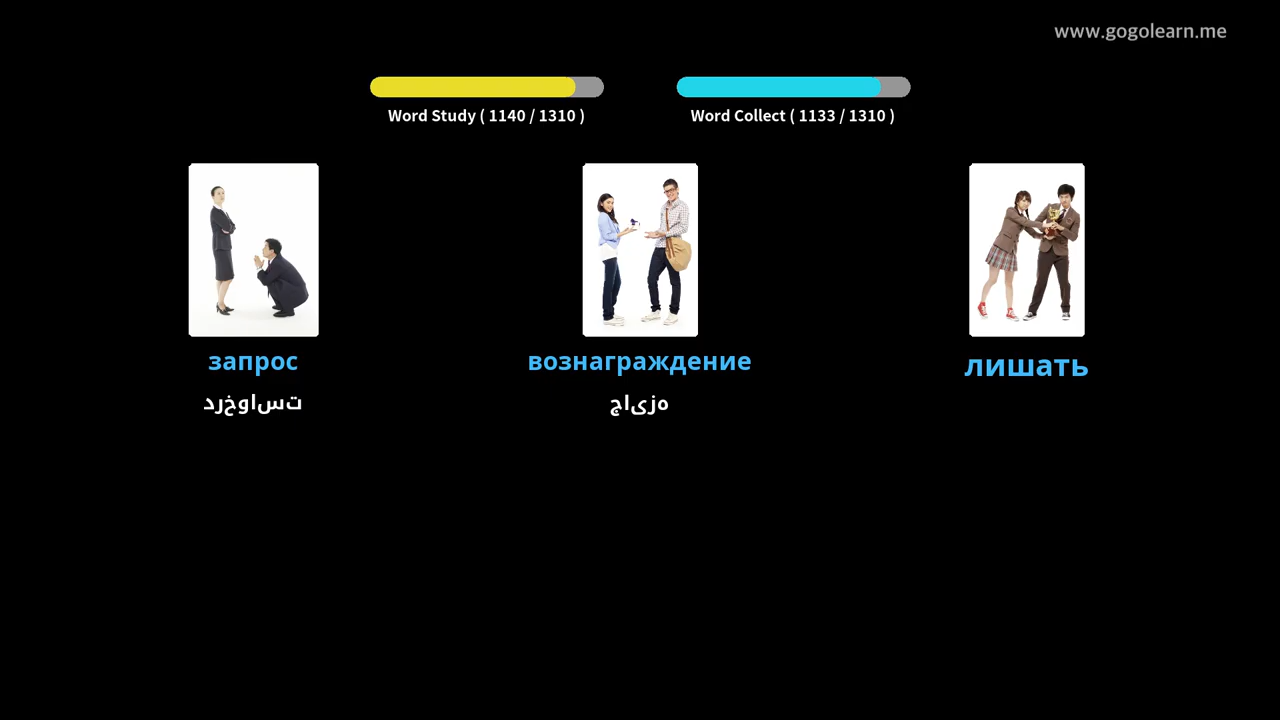 www.gogolearn.me
Word Study ( 1140 / 1310 )
Word Collect ( 1133 / 1310 )
запрос
вознаграждение
лишать
درخواست
جایزه